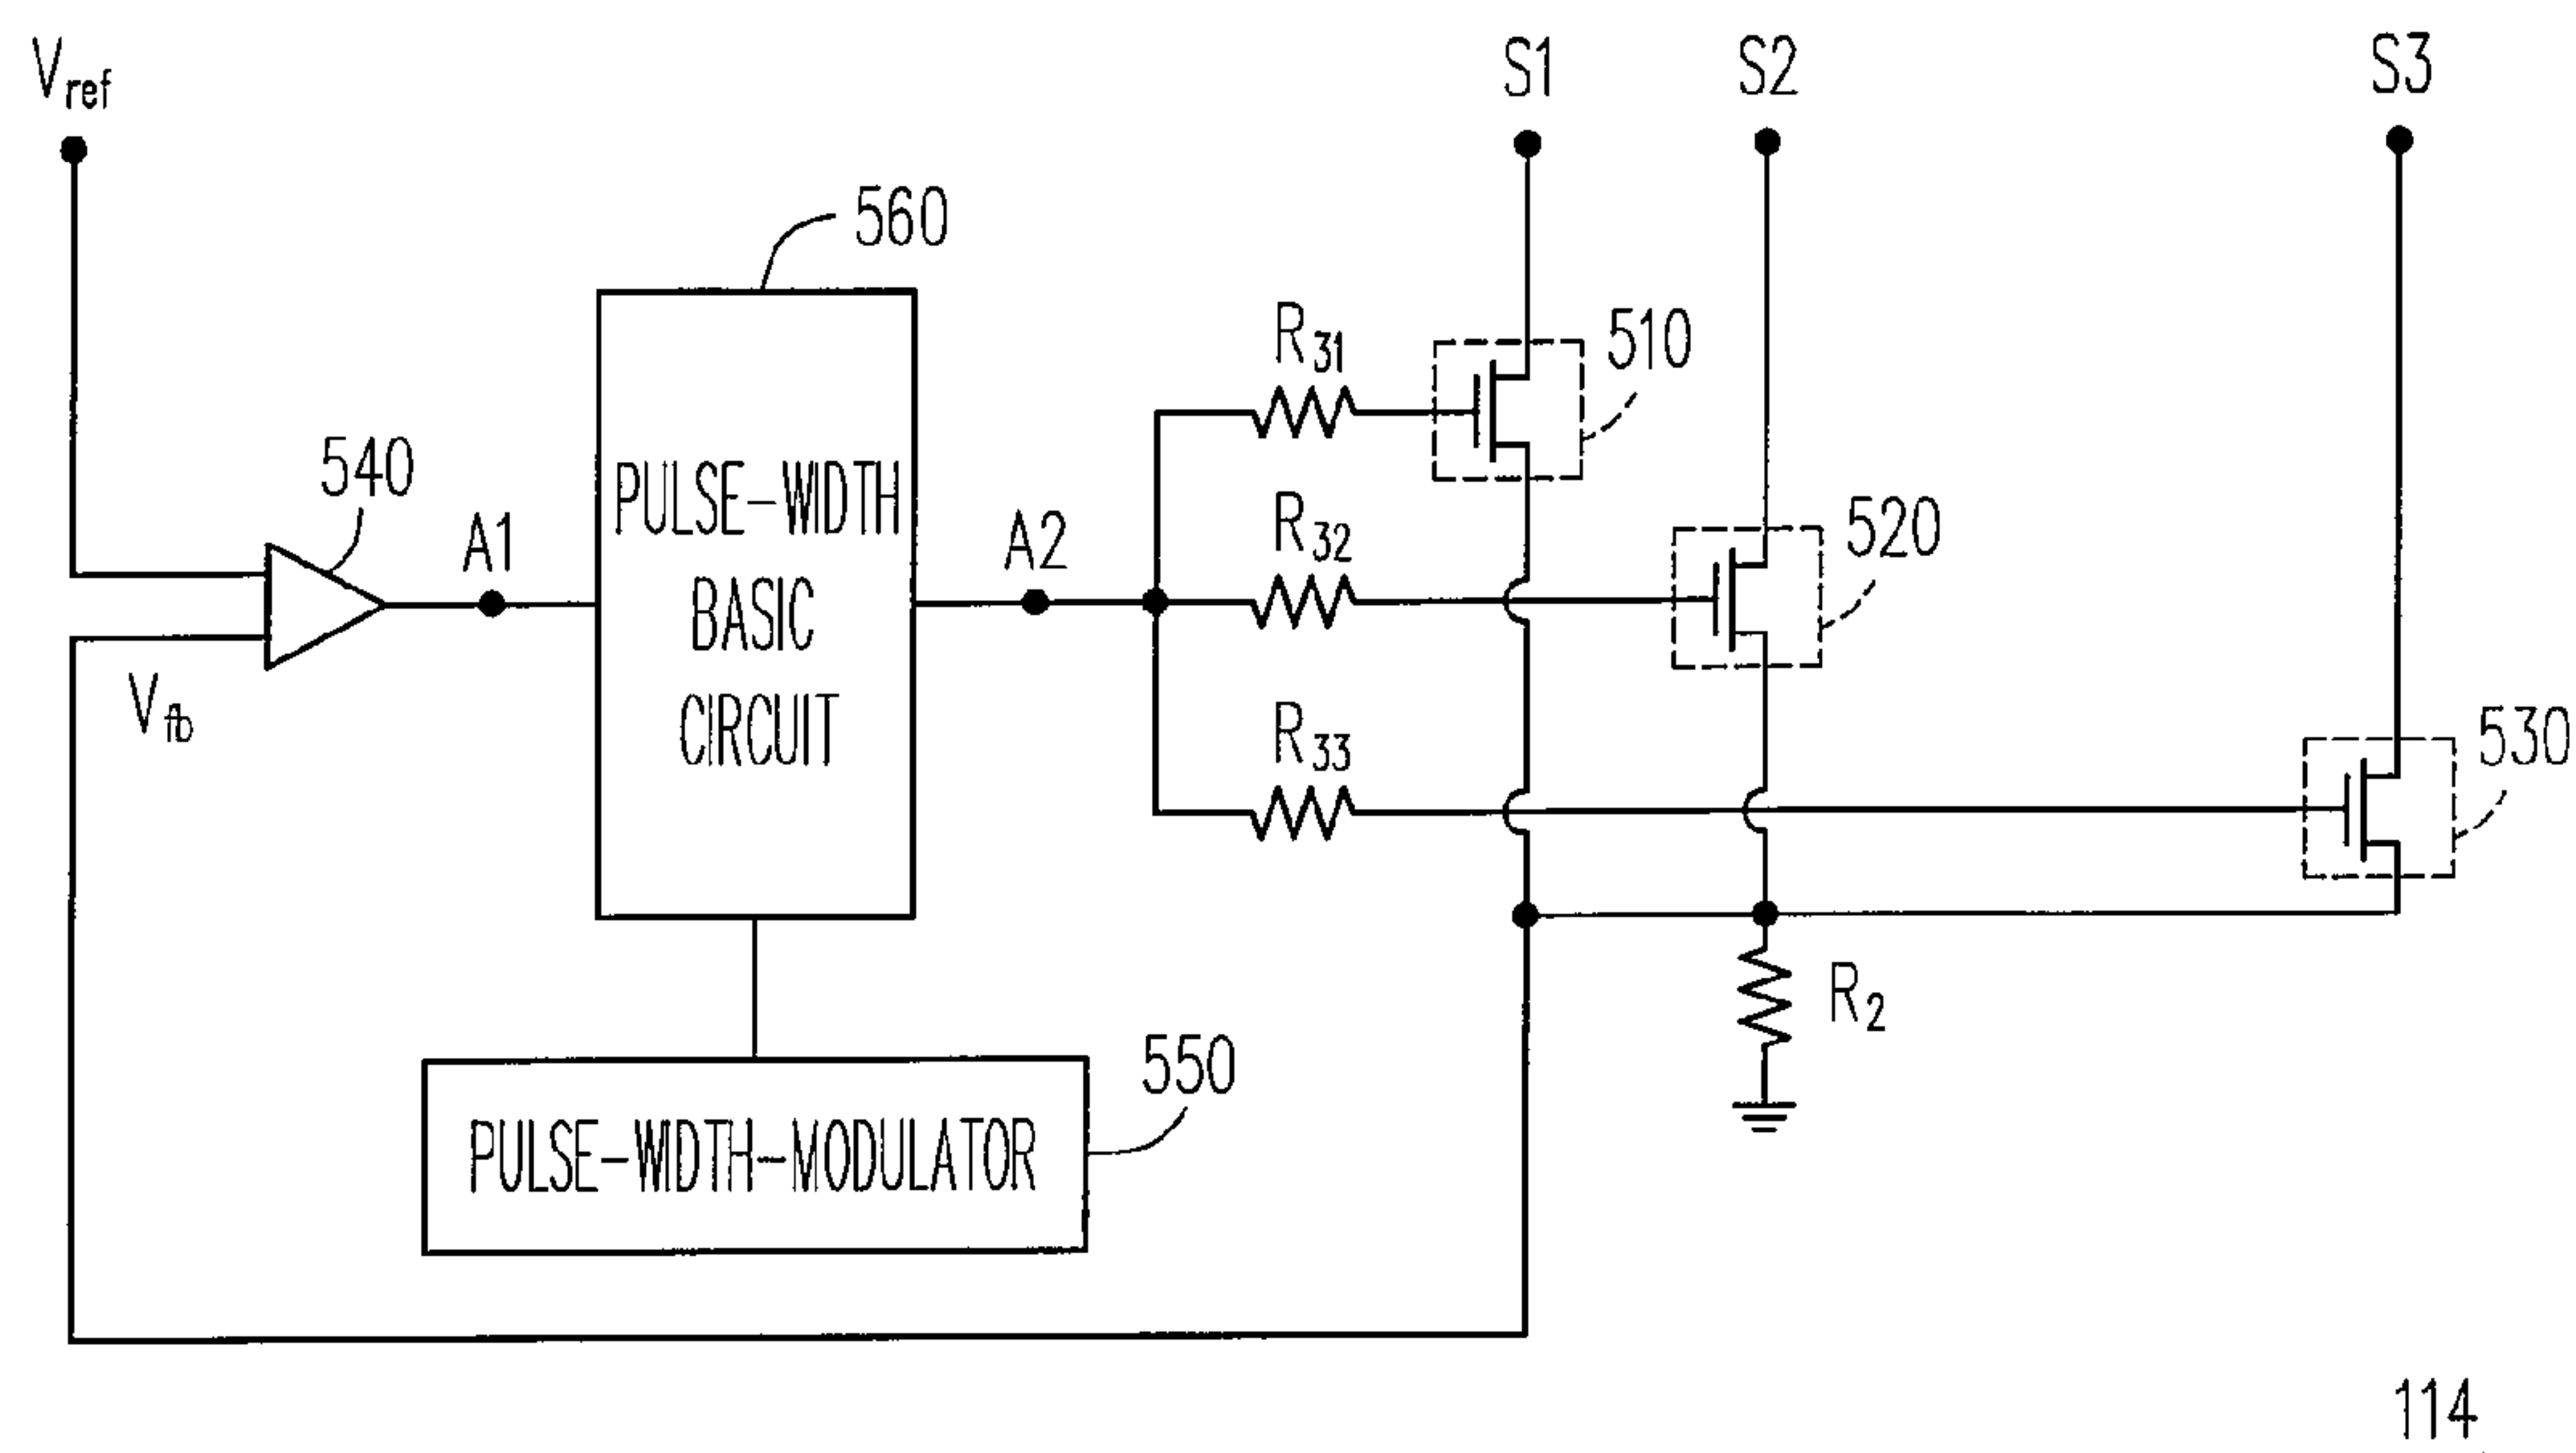 Vref
S1
S2
S3
560
R31
510
540
A1
PULSE-WIDTH
BASIC
CIRCUIT
A2
R32
520
Vfb
R33
530
R2
550
PULSE-WIDTH-MODULATOR
114